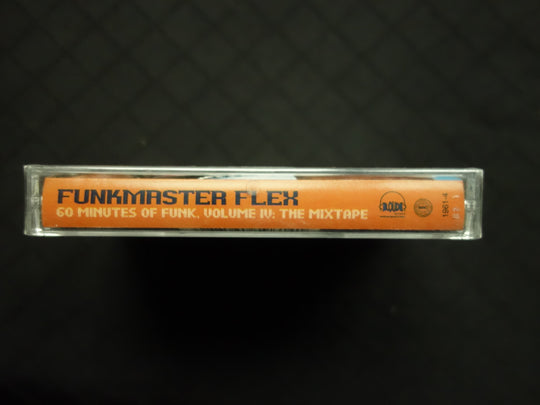 FUNKMASTER FLEX
60 MINUTES OF FUNK, VOLUME IV: THE MIXTAPE
LOUD
1961-4